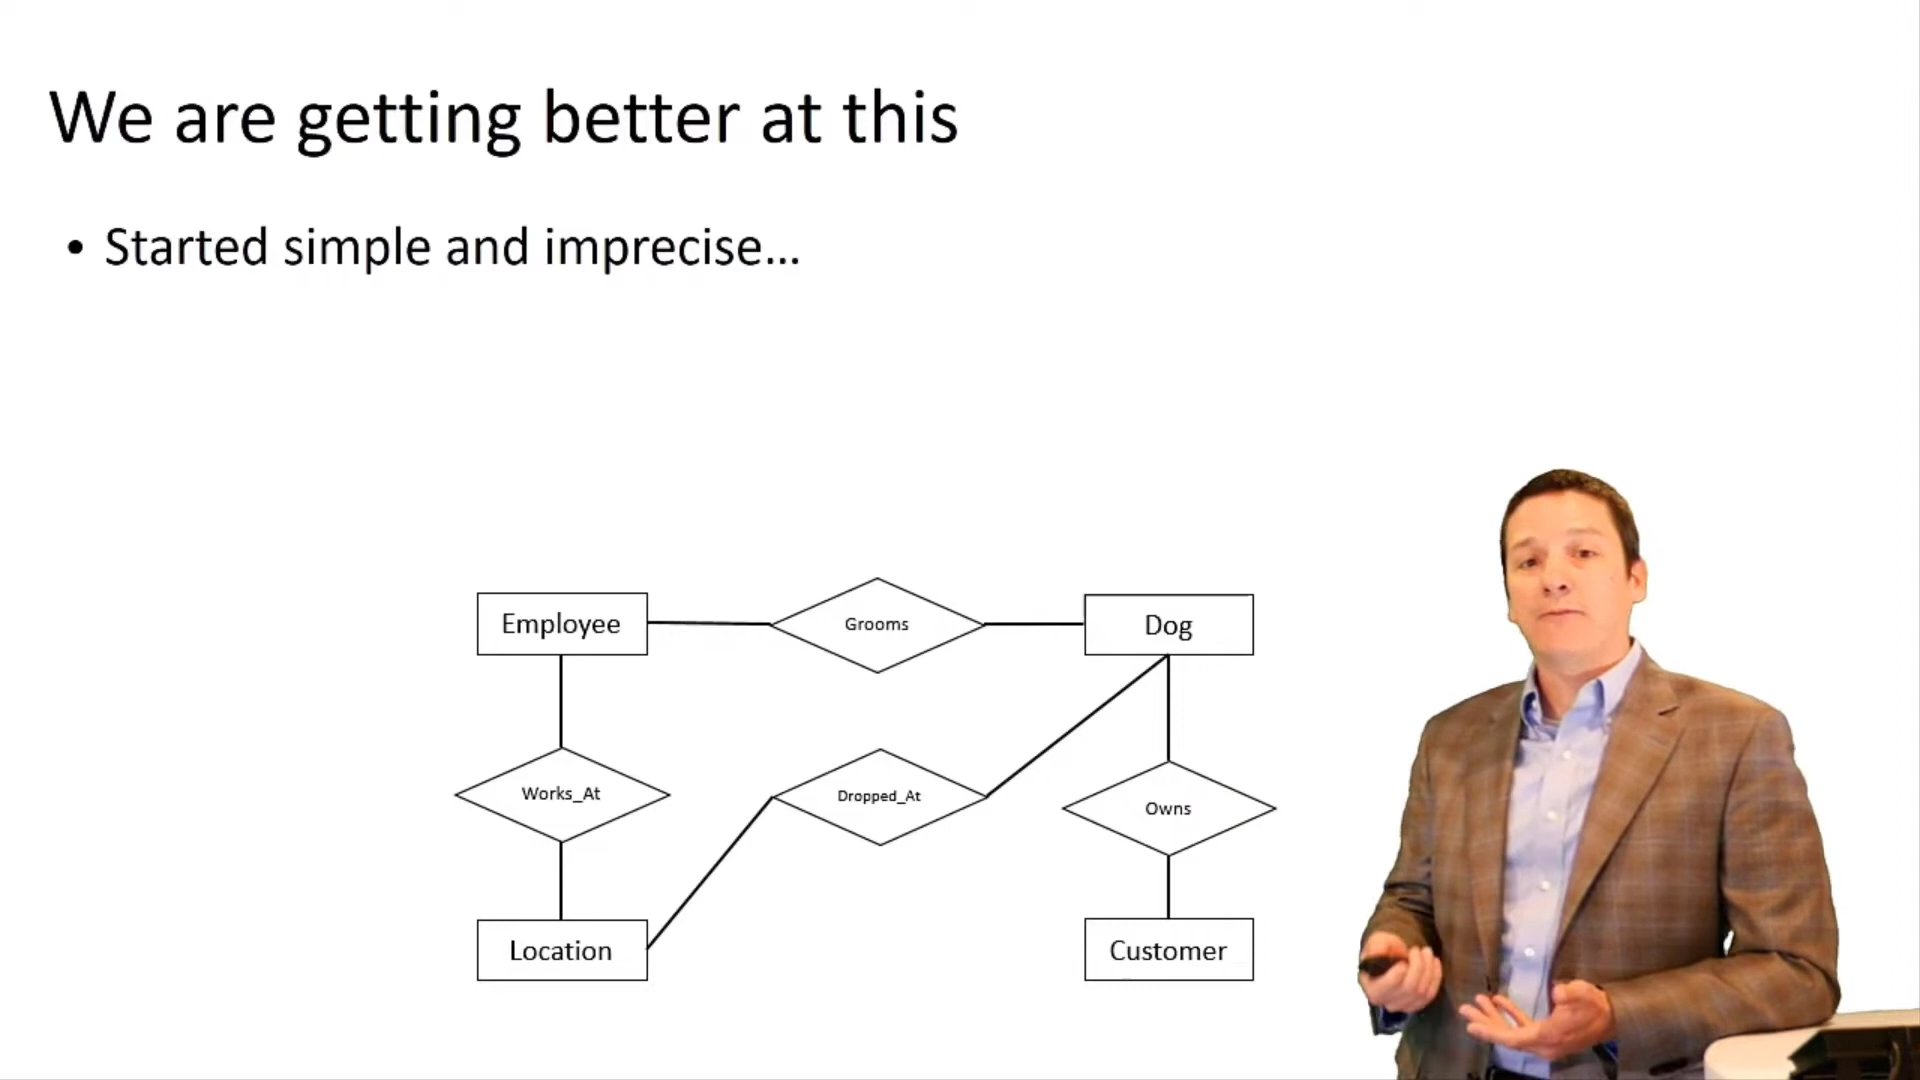 We are getting better at this
• Started simple and imprecise...
Employee
Grooms
Dog
Works_At
Dropped_At
Owns
Location
Customer